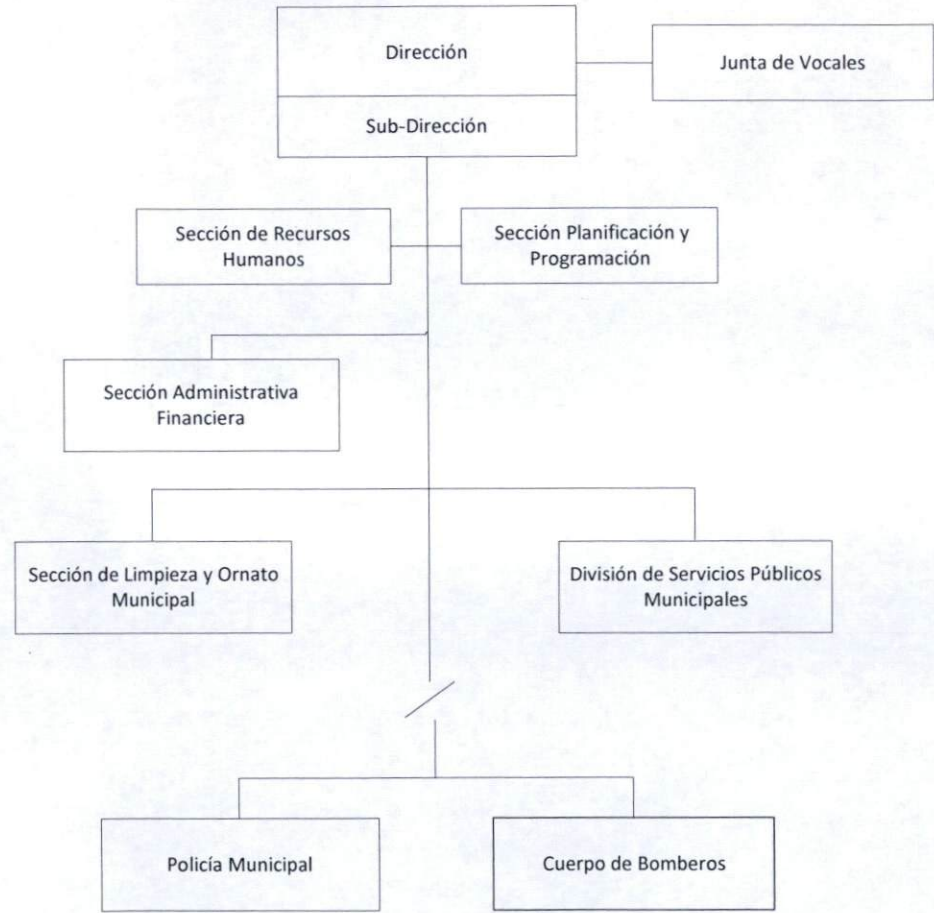 Dirección
Junta de Vocales
Sub-Dirección
Sección de Recursos
Humanos
Sección Planificación y
Programación
Sección Administrativa
Financiera
Sección de Limpieza y Ornato
Municipal
División de Servicios Públicos
Municipales
Policía Municipal
Cuerpo de Bomberos